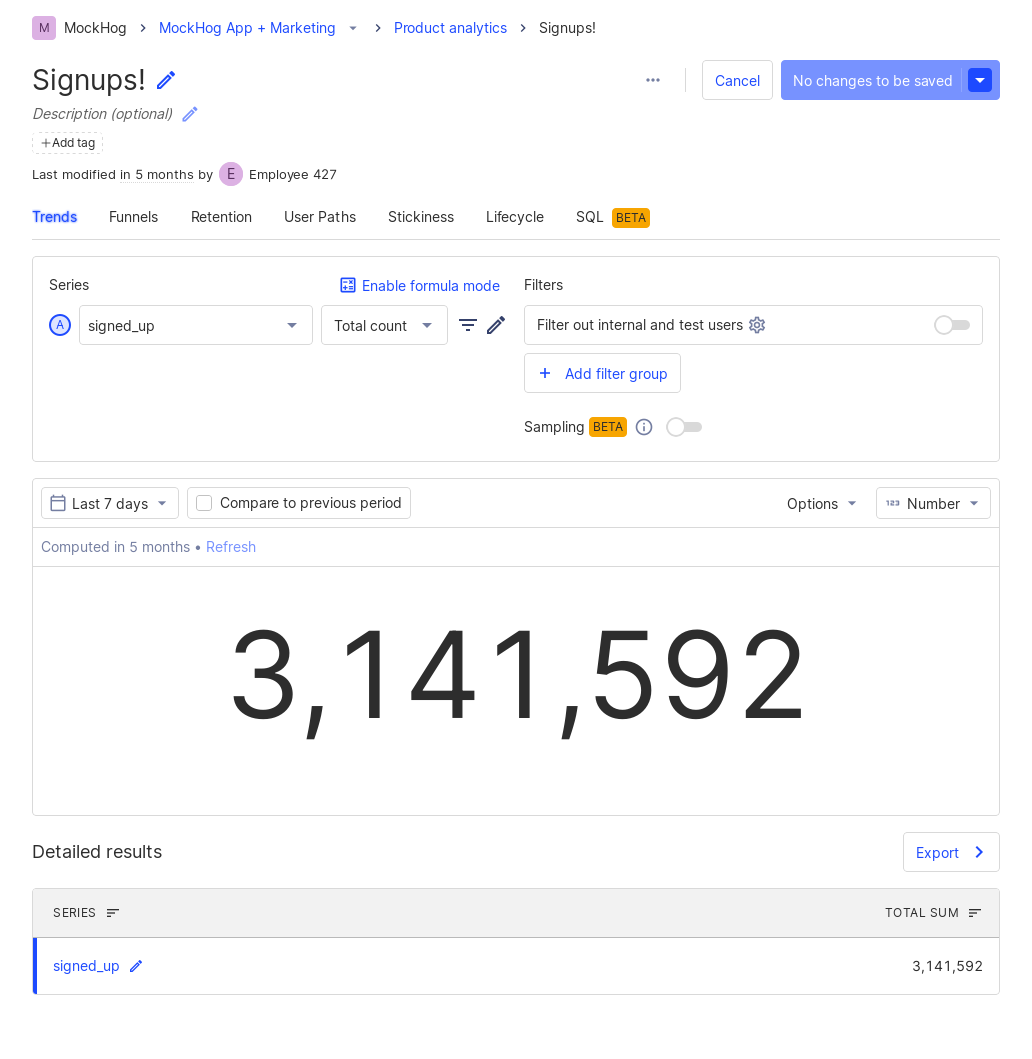 M MockHog MockHog App + Marketing Product analytics Signups!
Signups!
Cancel No changes to be saved
Description (optional)
Add tag
Last modified in 5 months by E Employee 427
Trends Funnels Retention User Paths Stickiness Lifecycle SQL BETA
Series Enable formula mode Filters
A signed_up Total count Filter out internal and test users
+ Add filter group
Sampling BETA
Last 7 days Compare to previous period Options 123 Number
Computed in 5 months • Refresh
3,141,592
Detailed results Export
SERIES TOTAL SUM
signed_up 3,141,592